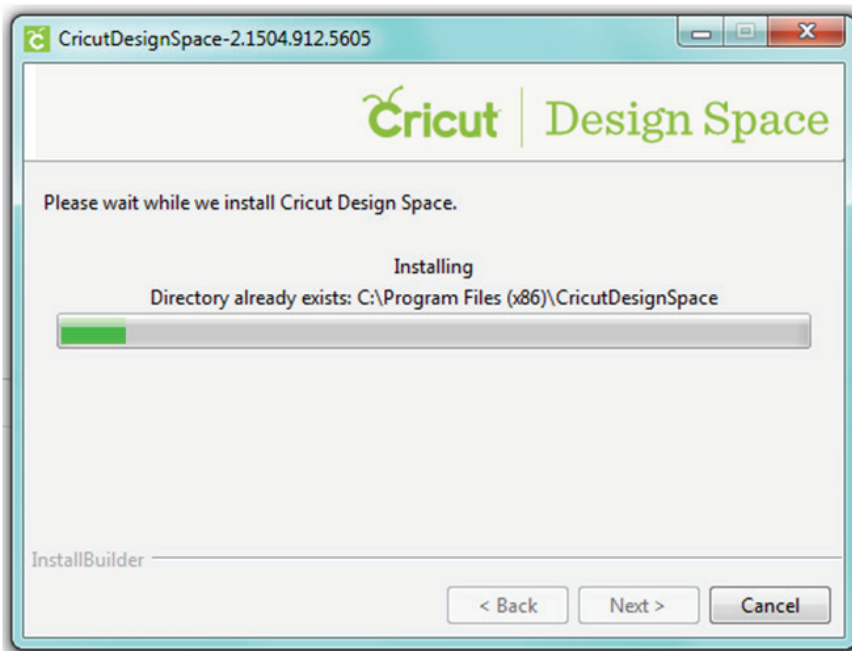 CricutDesignSpace-2.1504.912.5605
Cricut | Design Space
Please wait while we install Cricut Design Space.
Installing
Directory already exists: C:\Program Files (x86)\CricutDesignSpace
InstallBuilder
< Back Next > Cancel